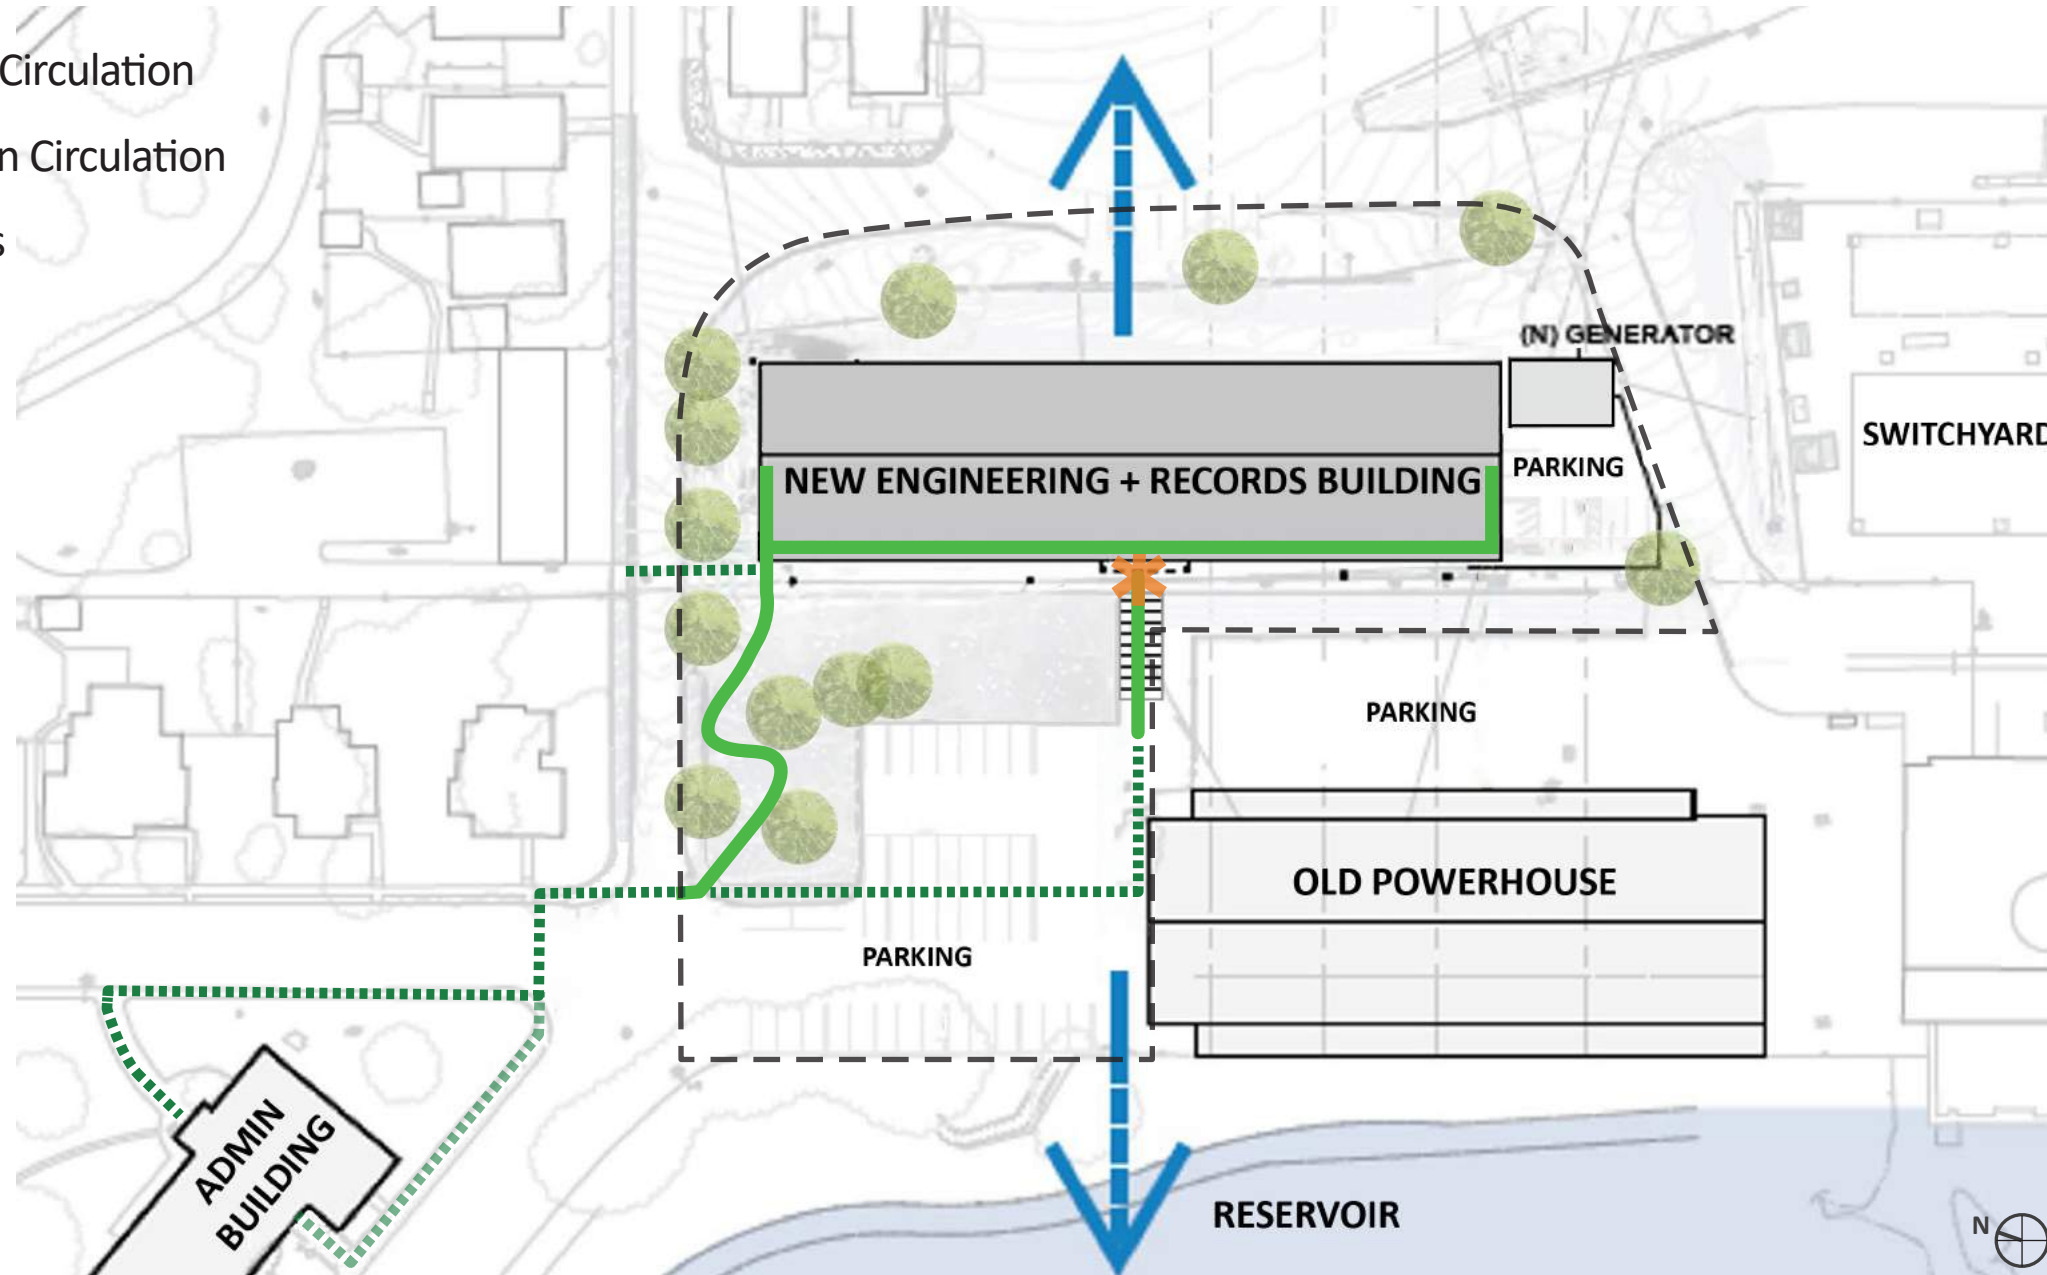 Circulation
n Circulation
s
(N) GENERATOR
SWITCHYARD
PARKING
NEW ENGINEERING + RECORDS BUILDING
PARKING
OLD POWERHOUSE
PARKING
ADMIN
BUILDING
RESERVOIR
N